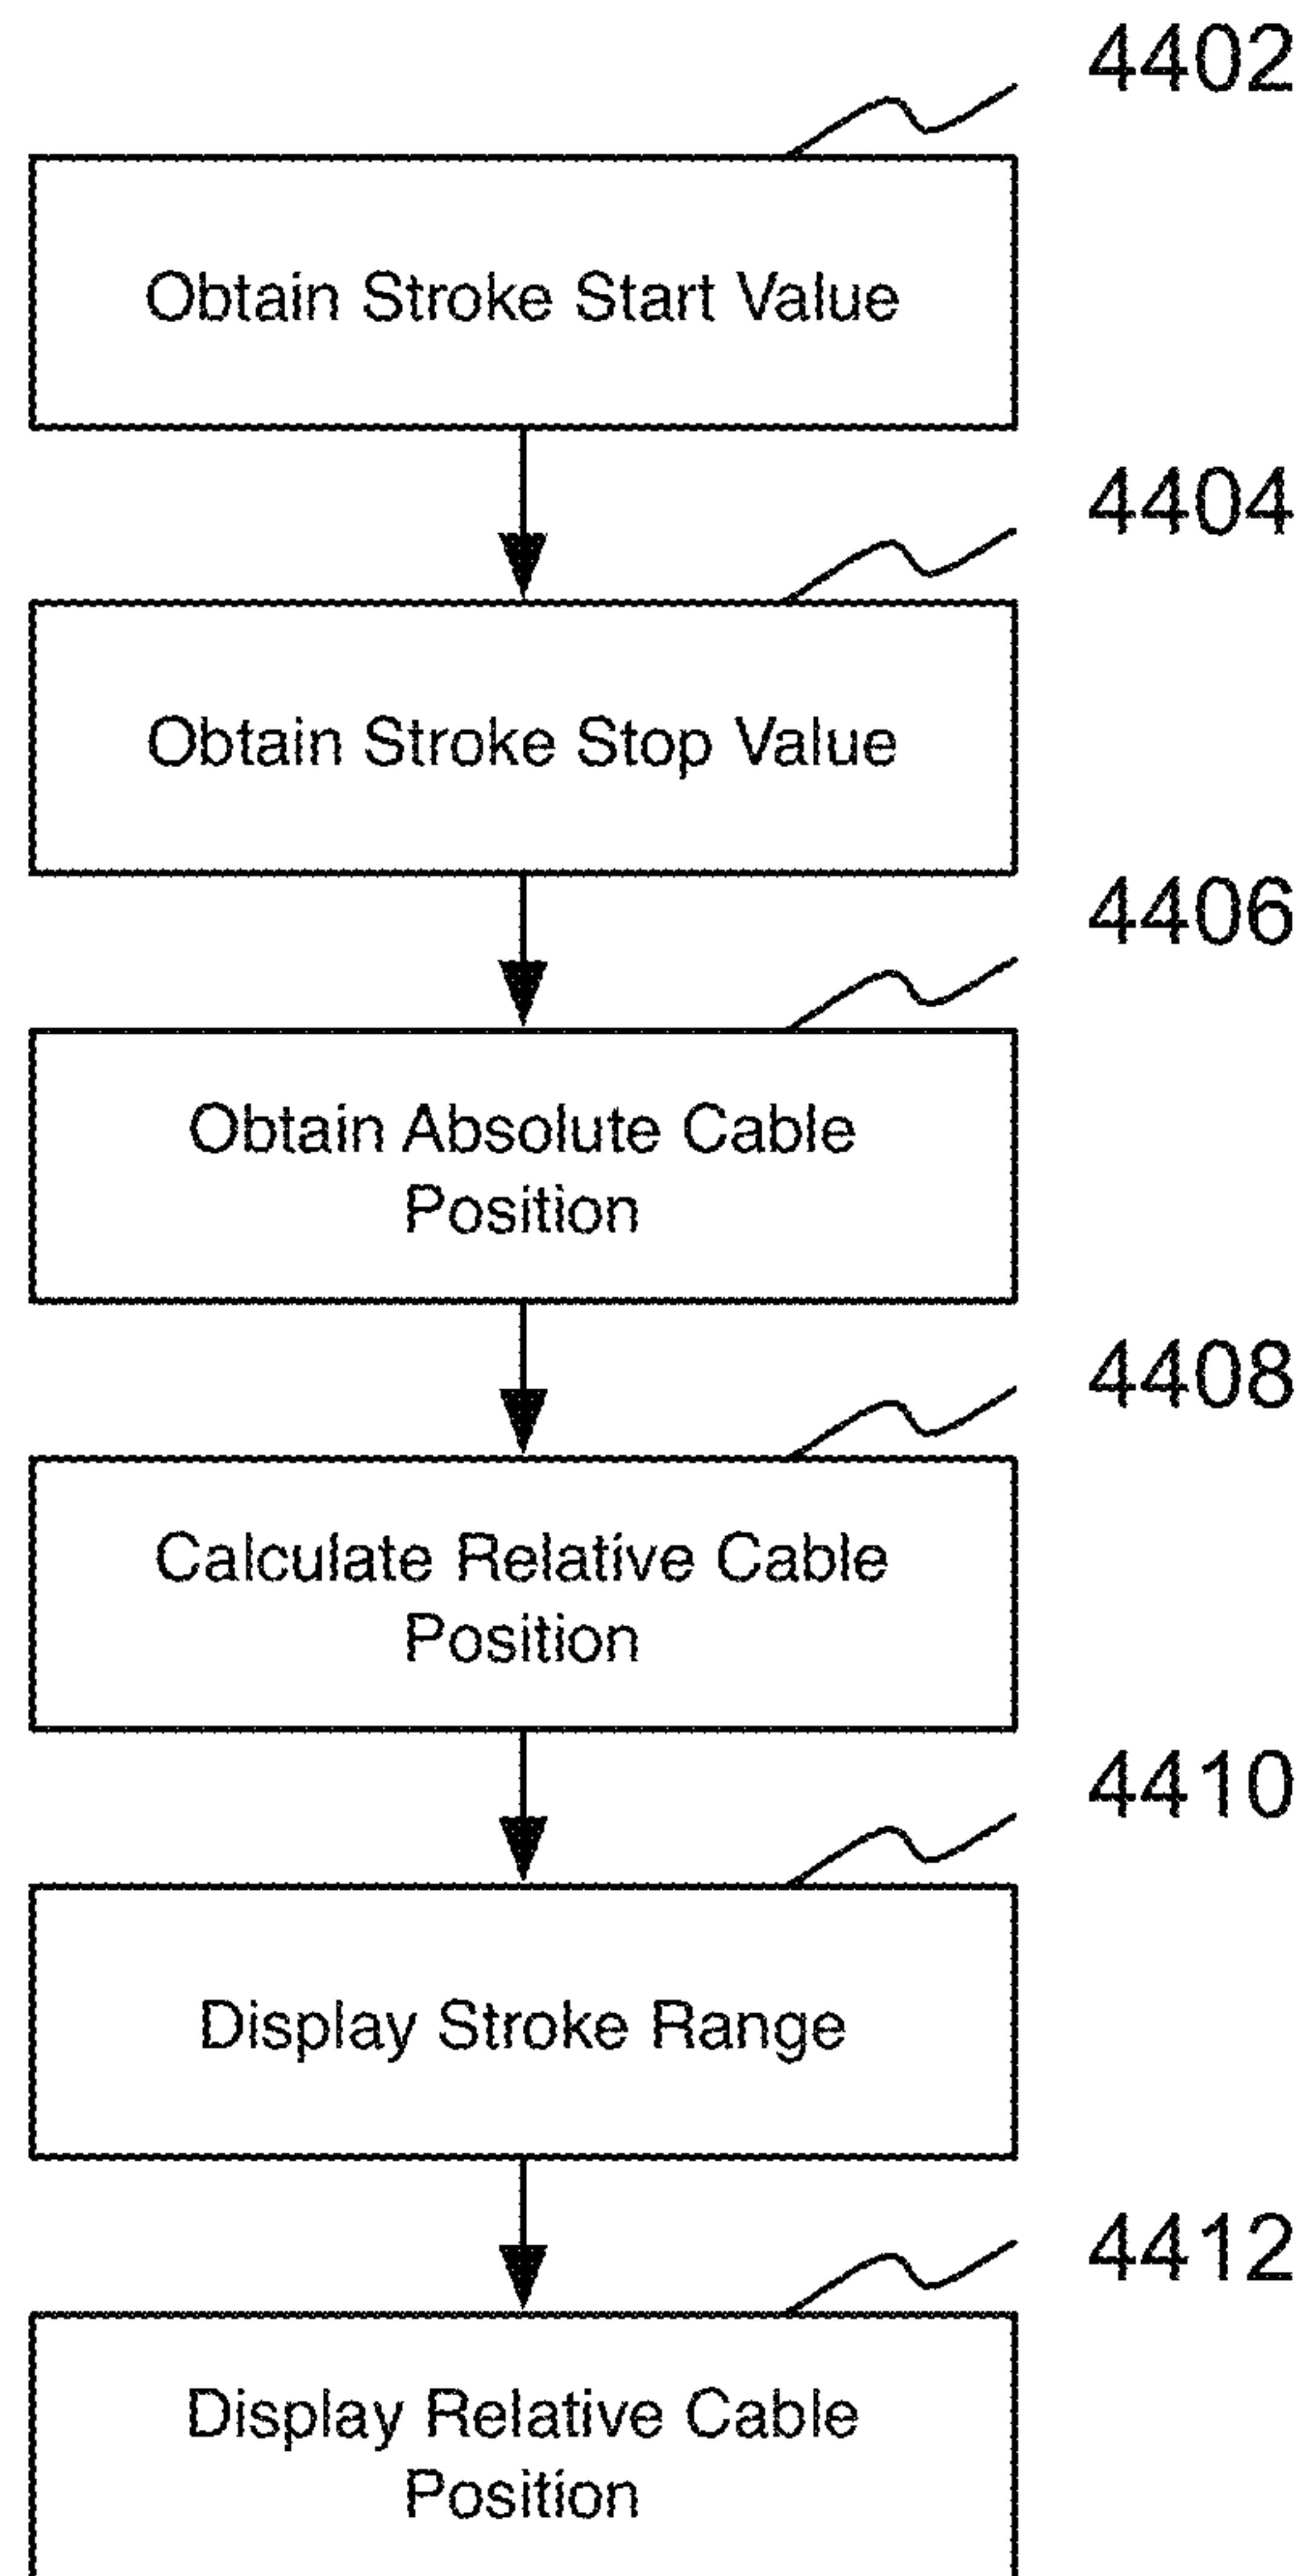 4402
Obtain Stroke Start Value
4404
Obtain Stroke Stop Value
4406
Obtain Absolute Cable
Position
4408
Calculate Relative Cable
Position
4410
Display Stroke Range
4412
Display Relative Cable
Position